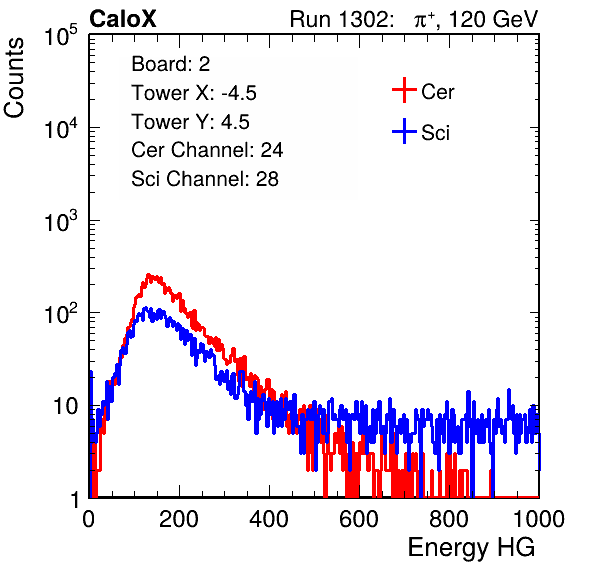 CaloX Run 1302: π⁺, 120 GeV
Counts
Board: 2
Tower X: -4.5
Tower Y: 4.5
Cer Channel: 24
Sci Channel: 28
Cer
Sci
10⁵
10⁴
10³
10²
10
1
0 200 400 600 800 1000
Energy HG